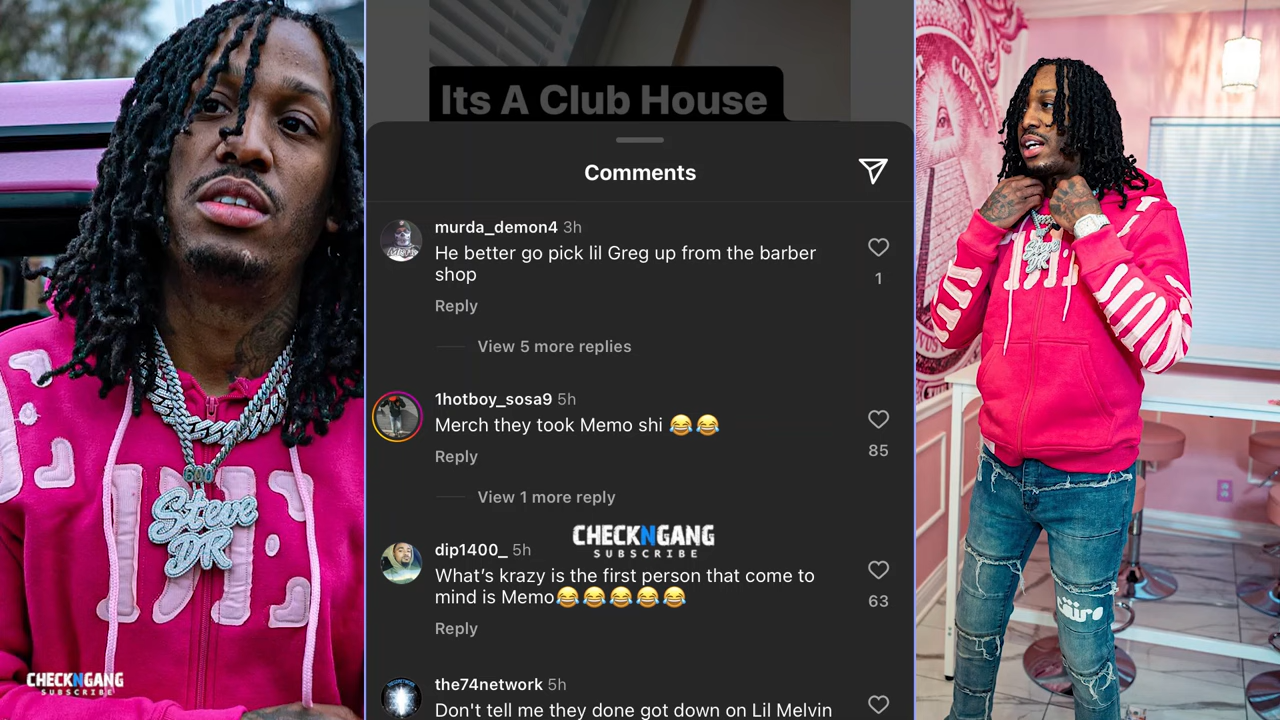 Its A Club House
Comments
murda_demon4 3h
He better go pick lil Greg up from the barber
shop
1
Reply
View 5 more replies
1hotboy_sosa9 5h
Merch they took Memo shi 😂😂
85
Reply
View 1 more reply
CHECKNGANG
SUBSCRIBE
dip1400_ 5h
What's krazy is the first person that come to
mind is Memo😂😂😂😂😂
63
Reply
the74network 5h
Don't tell me they done got down on Lil Melvin
600
Steve
DR
CHECKNGANG
SUBSCRIBE
Steve
DR